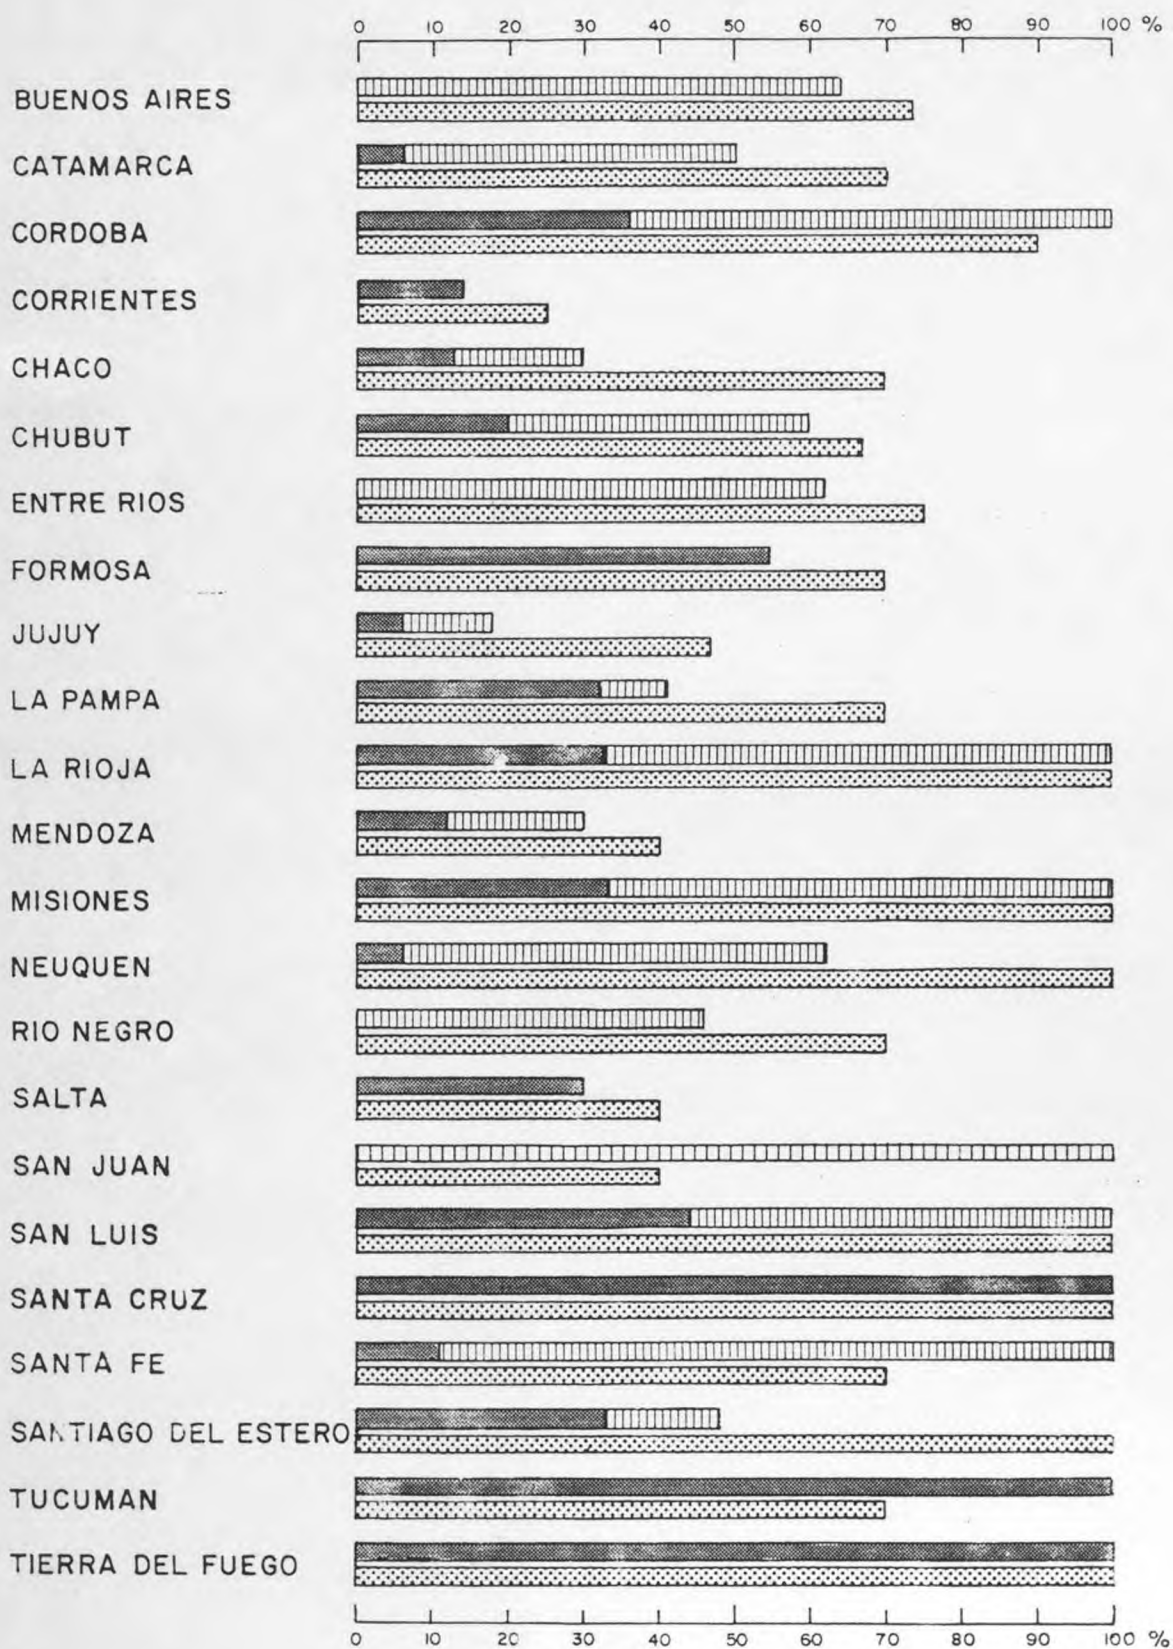 0 10 20 30 40 50 60 70 80 90 100 %
BUENOS AIRES
CATAMARCA
CORDOBA
CORRIENTES
CHACO
CHUBUT
ENTRE RIOS
FORMOSA
JUJUY
LA PAMPA
LA RIOJA
MENDOZA
MISIONES
NEUQUEN
RIO NEGRO
SALTA
SAN JUAN
SAN LUIS
SANTA CRUZ
SANTA FE
SANTIAGO DEL ESTERO
TUCUMAN
TIERRA DEL FUEGO
0 10 20 30 40 50 60 70 80 90 100 %